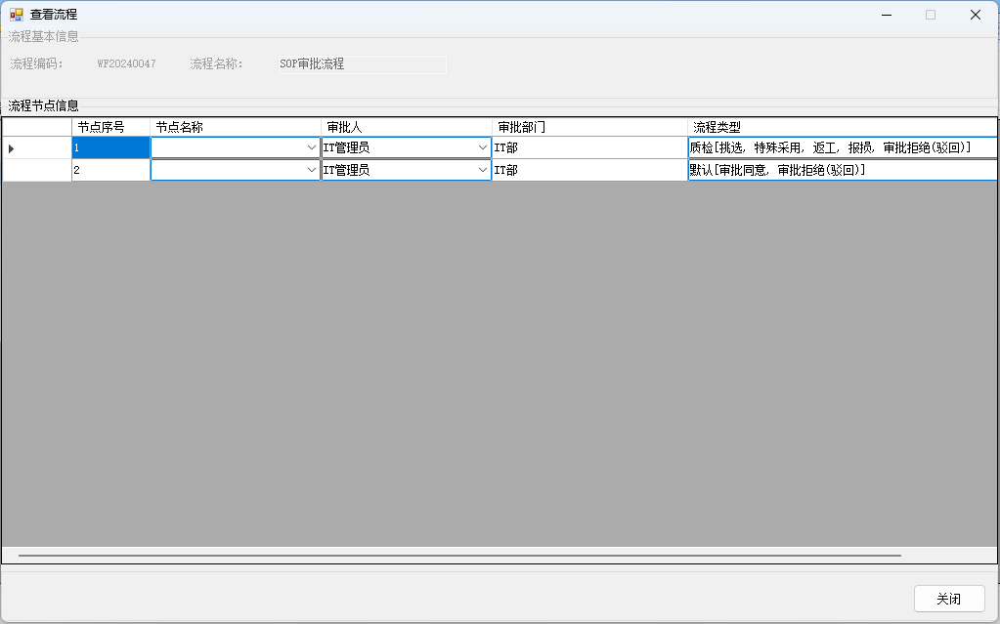 查看流程
流程基本信息
流程编码: WF20240047 流程名称: SOP审批流程
流程节点信息
节点序号 节点名称 审批人 审批部门 流程类型
1 IT管理员 IT部 质检[挑选, 特殊采用, 返工, 报损, 审批拒绝(驳回)]
2 IT管理员 IT部 默认[审批同意, 审批拒绝(驳回)]
关闭